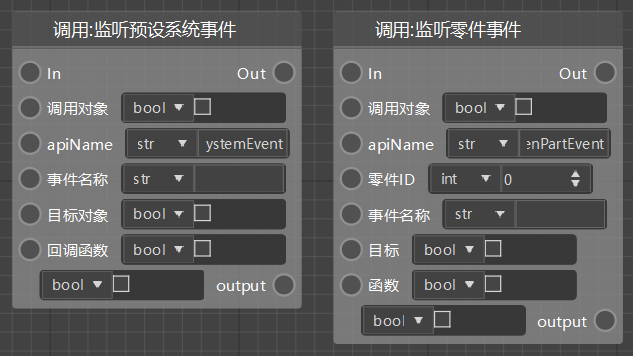 调用:监听预设系统事件
In Out
调用对象 bool
apiName str ystemEvent
事件名称 str
目标对象 bool
回调函数 bool
bool output
调用:监听零件事件
In Out
调用对象 bool
apiName str enPartEvent
零件ID int 0
事件名称 str
目标 bool
函数 bool
bool output